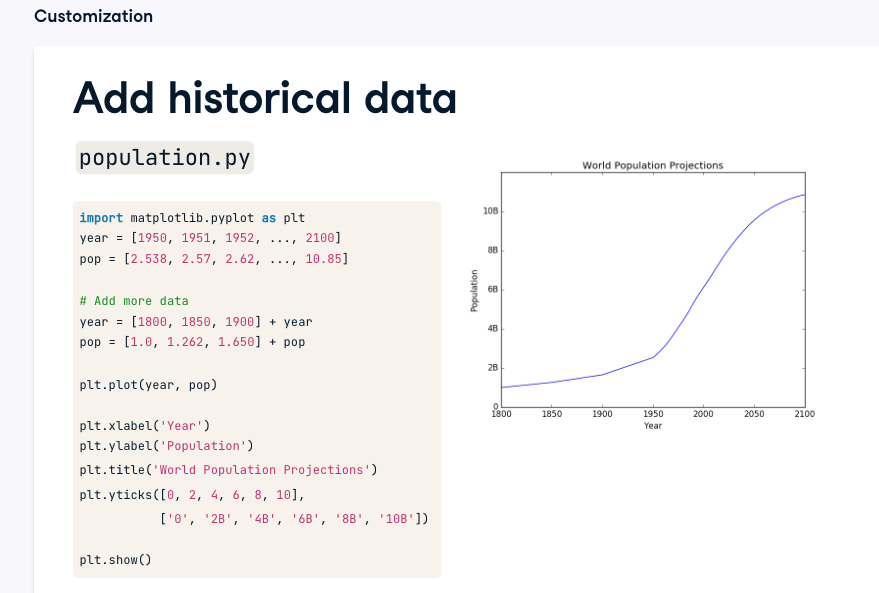 Customization
Add historical data
population.py
import matplotlib.pyplot as plt
year = [1950, 1951, 1952, ..., 2100]
pop = [2.538, 2.57, 2.62, ..., 10.85]
# Add more data
year = [1800, 1850, 1900] + year
pop = [1.0, 1.262, 1.650] + pop
plt.plot(year, pop)
plt.xlabel('Year')
plt.ylabel('Population')
plt.title('World Population Projections')
plt.yticks([0, 2, 4, 6, 8, 10],
['0', '2B', '4B', '6B', '8B', '10B'])
plt.show()
World Population Projections
10B
8B
6B
4B
2B
0
Population
1800 1850 1900 1950 2000 2050 2100
Year